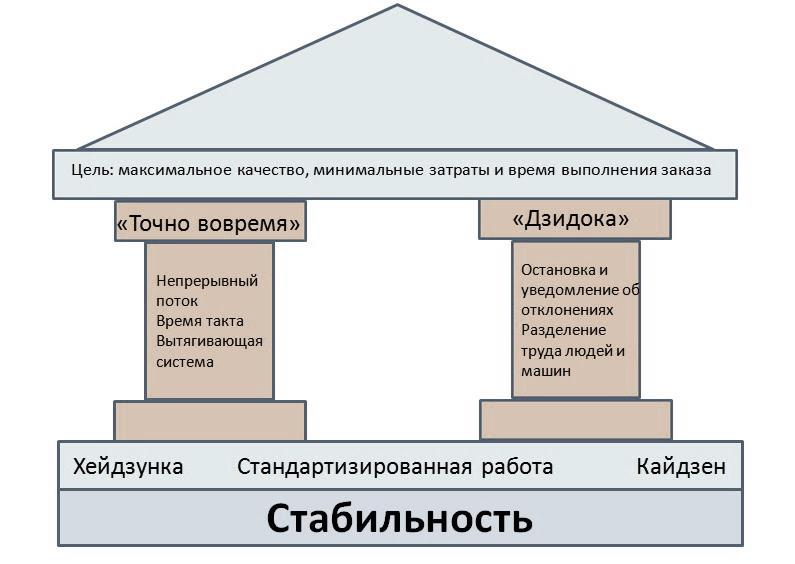 Цель: максимальное качество, минимальные затраты и время выполнения заказа
«Точно вовремя»
«Дзидока»
Непрерывный
поток
Время такта
Вытягивающая
система
Остановка и
уведомление об
отклонениях
Разделение
труда людей и
машин
Хейдзунка Стандартизированная работа Кайдзен
Стабильность